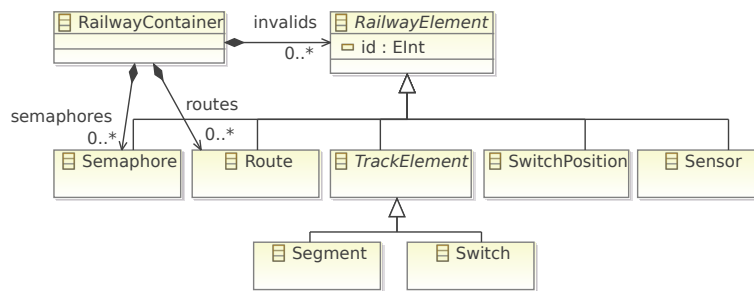 RailwayContainer
invalids
0..*
RailwayElement
id : EInt
semaphores
0..*
routes
0..*
Semaphore
Route
TrackElement
SwitchPosition
Sensor
Segment
Switch